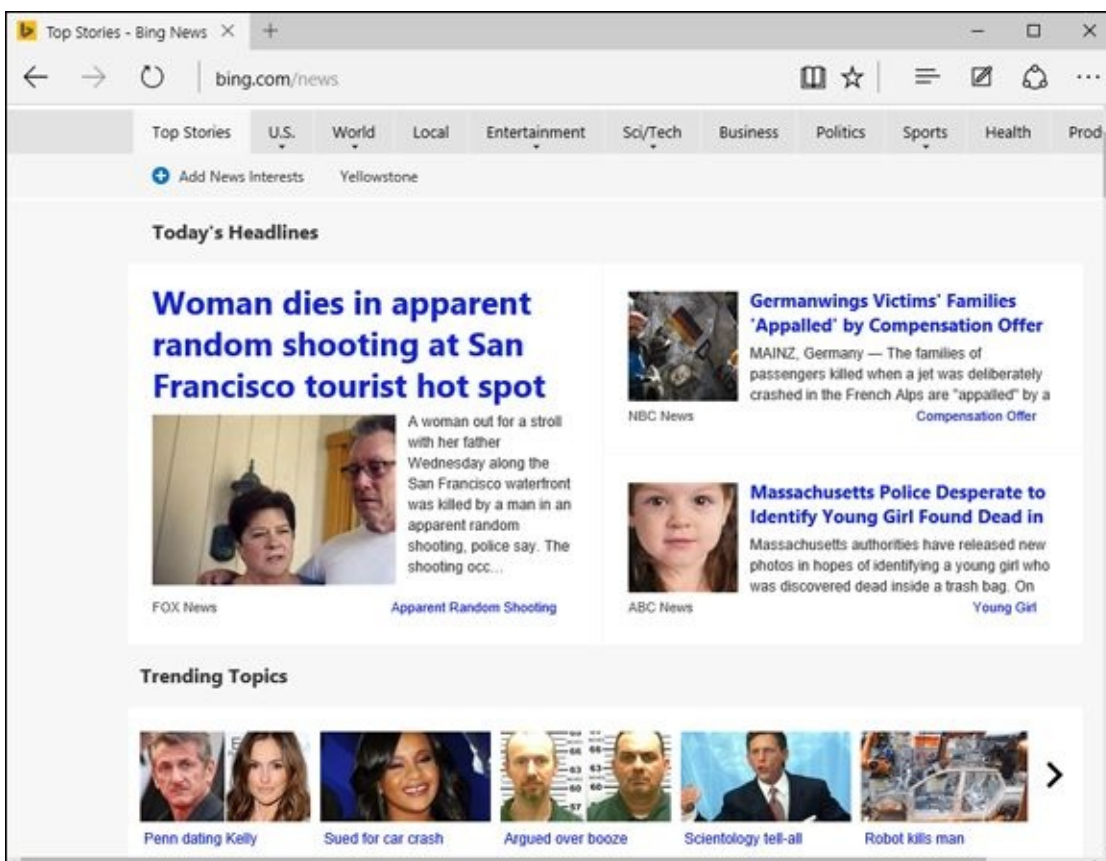 Top Stories - Bing News
bing.com/news
Top Stories U.S. World Local Entertainment Sci/Tech Business Politics Sports Health Prod
Add News Interests Yellowstone
Today's Headlines
Woman dies in apparent
random shooting at San
Francisco tourist hot spot
A woman out for a stroll
with her father
Wednesday along the
San Francisco waterfront
was killed by a man in an
apparent random
shooting, police say. The
shooting occ...
FOX News Apparent Random Shooting
Germanwings Victims' Families
'Appalled' by Compensation Offer
MAINZ, Germany — The families of
passengers killed when a jet was deliberately
crashed in the French Alps are "appalled" by a
NBC News Compensation Offer
Massachusetts Police Desperate to
Identify Young Girl Found Dead in
Massachusetts authorities have released new
photos in hopes of identifying a young girl who
was discovered dead inside a trash bag. On
ABC News Young Girl
Trending Topics
Penn dating Kelly Sued for car crash Argued over booze Scientology tell-all Robot kills man